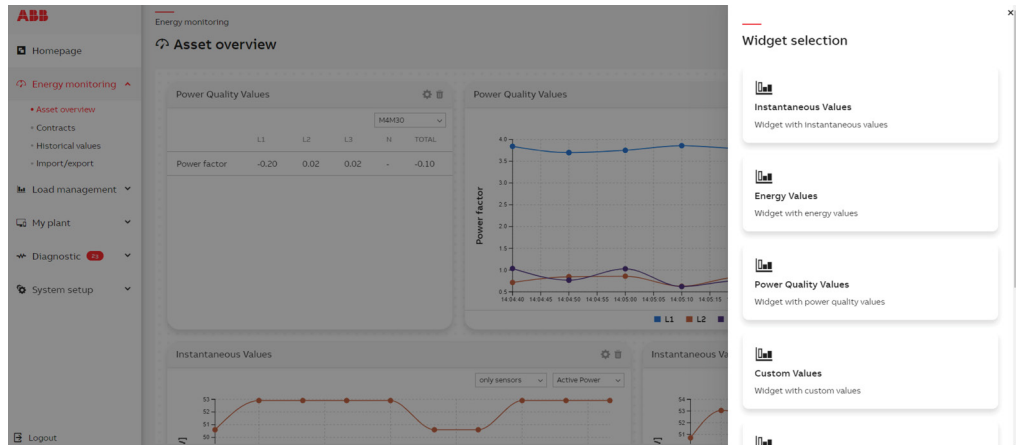 ABB
Homepage
Energy monitoring
Asset overview
Contracts
Historical values
Import/export
Load management
My plant
Diagnostic 23
System setup
Logout
Energy monitoring
Asset overview
Power Quality Values
M4M30
L1 L2 L3 N TOTAL
Power factor -0.20 0.02 0.02 - -0.10
Power Quality Values
Power factor
4.0
3.5
3.0
2.5
2.0
1.5
1.0
0.5
14:04:40 14:04:45 14:04:50 14:04:55 14:05:00 14:05:05 14:05:10 14:05:15
L1 L2
Instantaneous Values
only sensors Active Power
53
52
51
50
Instantaneous Va
54
53
52
51
×
Widget selection
Instantaneous Values
Widget with instantaneous values
Energy Values
Widget with energy values
Power Quality Values
Widget with power quality values
Custom Values
Widget with custom values